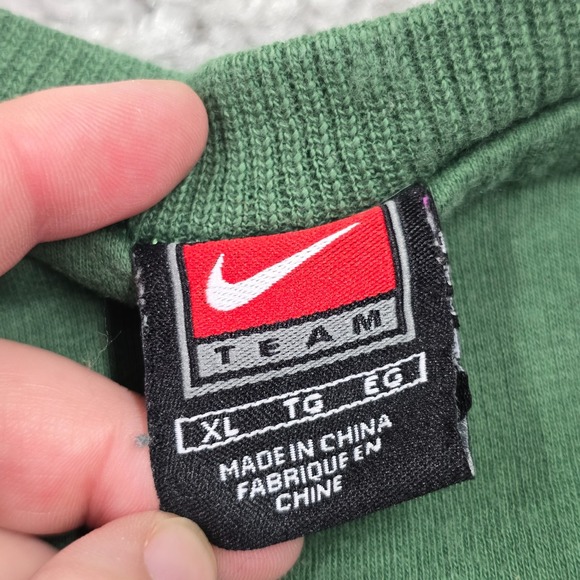 TEAM
XL TG EG
MADE IN CHINA
FABRIQUE EN
CHINE